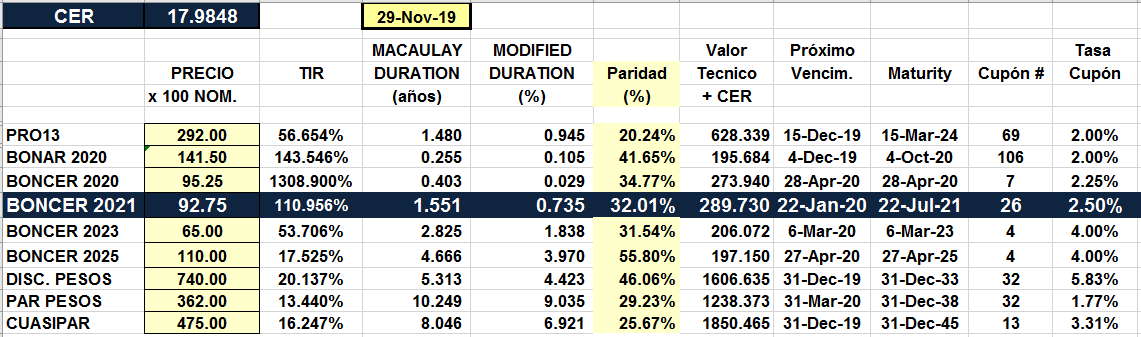 CER 17.9848 29-Nov-19
MACAULAY MODIFIED Valor Próximo Tasa
PRECIO TIR DURATION DURATION Paridad Tecnico Vencim. Maturity Cupón # Cupón
x 100 NOM. (años) (%) (%) + CER
PRO13 292.00 56.654% 1.480 0.945 20.24% 628.339 15-Dec-19 15-Mar-24 69 2.00%
BONAR 2020 141.50 143.546% 0.255 0.105 41.65% 195.684 4-Dec-19 4-Oct-20 106 2.00%
BONCER 2020 95.25 1308.900% 0.403 0.029 34.77% 273.940 28-Apr-20 28-Apr-20 7 2.25%
BONCER 2021 92.75 110.956% 1.551 0.735 32.01% 289.730 22-Jan-20 22-Jul-21 26 2.50%
BONCER 2023 65.00 53.706% 2.825 1.838 31.54% 206.072 6-Mar-20 6-Mar-23 4 4.00%
BONCER 2025 110.00 17.525% 4.666 3.970 55.80% 197.150 27-Apr-20 27-Apr-25 4 4.00%
DISC. PESOS 740.00 20.137% 5.313 4.423 46.06% 1606.635 31-Dec-19 31-Dec-33 32 5.83%
PAR PESOS 362.00 13.440% 10.249 9.035 29.23% 1238.373 31-Mar-20 31-Dec-38 32 1.77%
CUASIPAR 475.00 16.247% 8.046 6.921 25.67% 1850.465 31-Dec-19 31-Dec-45 13 3.31%